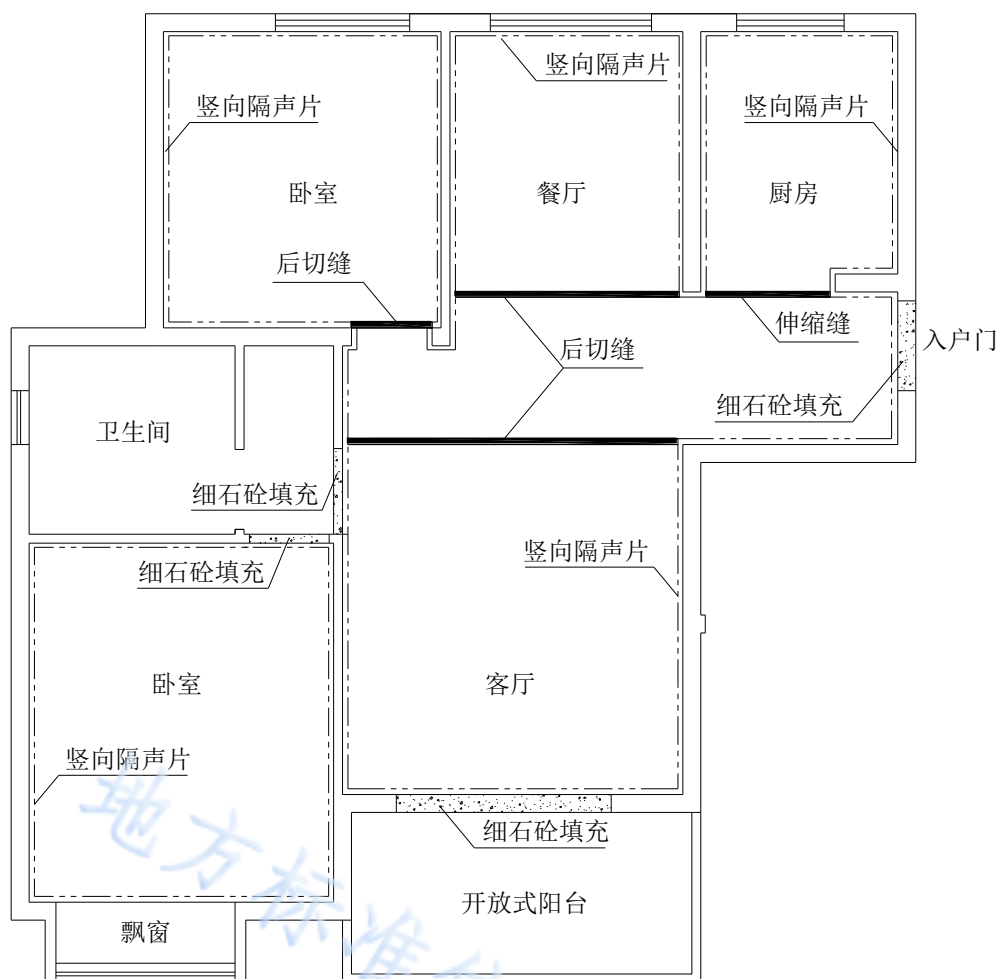 竖向隔声片
竖向隔声片
竖向隔声片
卧室
餐厅
厨房
后切缝
伸缩缝
入户门
后切缝
细石砼填充
卫生间
细石砼填充
竖向隔声片
细石砼填充
卧室
客厅
竖向隔声片
细石砼填充
开放式阳台
飘窗
地方标准